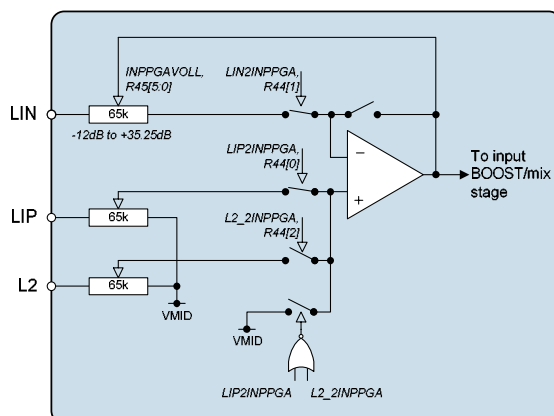 INPPGAVOLL,
R45[5:0]
LIN2INPPGA,
R44[1]
LIN
65k
-12dB to +35.25dB
LIP2INPPGA,
R44[0]
−
+
To input
BOOST/mix
stage
LIP
65k
L2_2INPPGA,
R44[2]
L2
65k
VMID
VMID
LIP2INPPGA
L2_2INPPGA